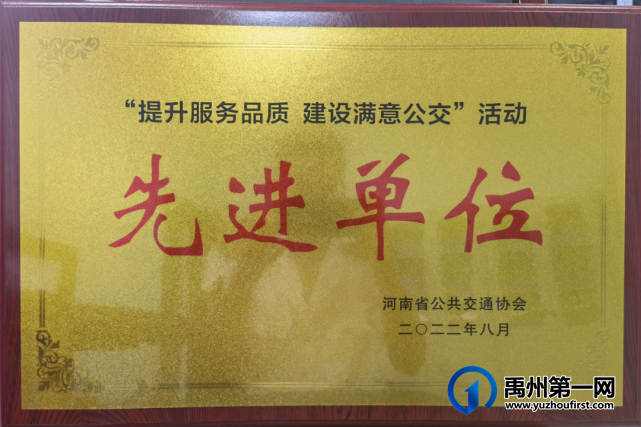 “提升服务品质 建设满意公交”活动
先进单位
河南省公共交通协会
二〇二二年八月
禹州第一网
www.yuzhoufirst.com